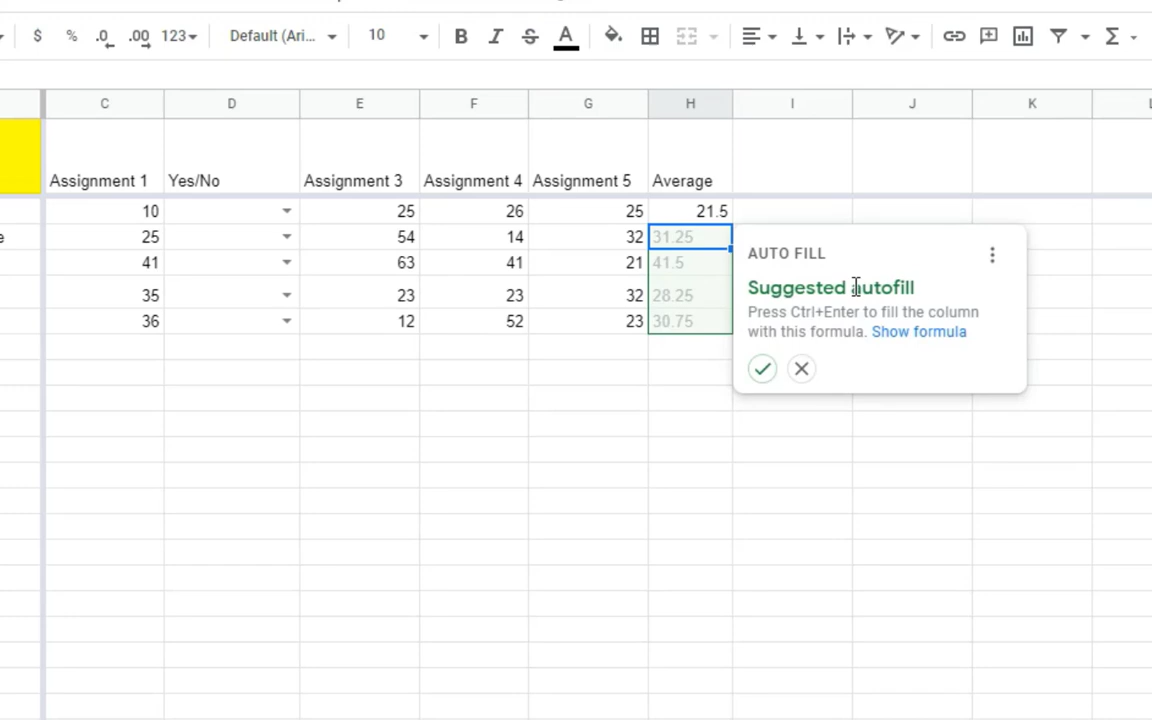 $ % .0 .00 123 Default (Ari... 10 B I S A Σ
C D E F G H I J K L
Assignment 1 Yes/No Assignment 3 Assignment 4 Assignment 5 Average
10 25 26 25 21.5
e 25 54 14 32 31.25
41 63 41 21 41.5
35 23 23 32 28.25
36 12 52 23 30.75
AUTO FILL
Suggested autofill
Press Ctrl+Enter to fill the column
with this formula. Show formula